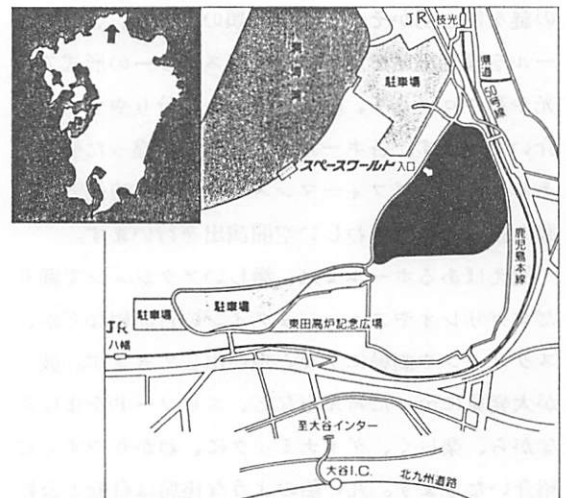 JR 枝光
洞海湾
駐車場
県道 50号線
スペースワールド入口
鹿児島本線
駐車場
駐車場
東田高炉記念広場
JR
八幡
至大谷インター
大谷I.C.
北九州道路